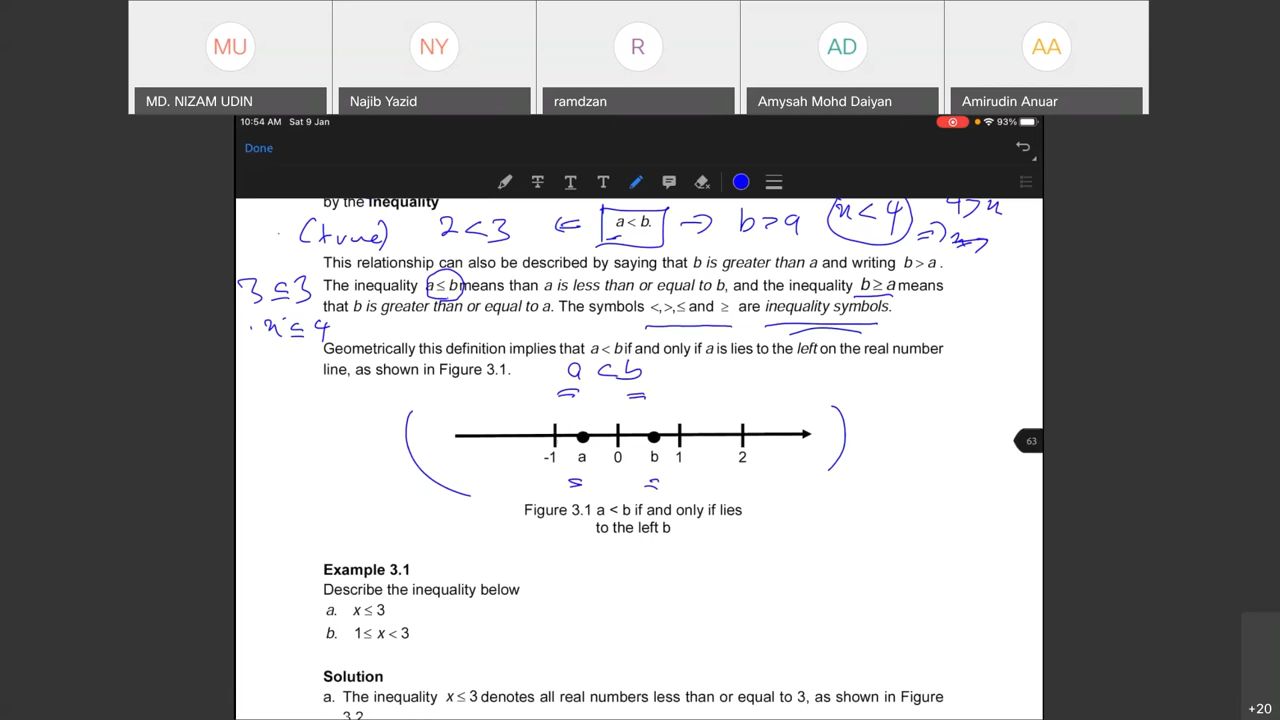 MU NY R AD AA
MD. NIZAM UDIN Najib Yazid ramdzan Amysah Mohd Daiyan Amirudin Anuar
10:54 AM Sat 9 Jan 93%
Done
by the Inequality
(true) 2 < 3 ⇐ a < b. ⇒ b > a x < 4 4 > x
This relationship can also be described by saying that b is greater than a and writing b > a .
3 ≤ 3 The inequality a ≤ b means than a is less than or equal to b, and the inequality b ≥ a means
that b is greater than or equal to a. The symbols <,>,≤ and ≥ are inequality symbols.
x ≤ 4
Geometrically this definition implies that a < b if and only if a is lies to the left on the real number
line, as shown in Figure 3.1.
a < b
-1 a 0 b 1 2
63
Figure 3.1 a < b if and only if lies
to the left b
Example 3.1
Describe the inequality below
a. x ≤ 3
b. 1 ≤ x < 3
Solution
a. The inequality x ≤ 3 denotes all real numbers less than or equal to 3, as shown in Figure
3.2
+20